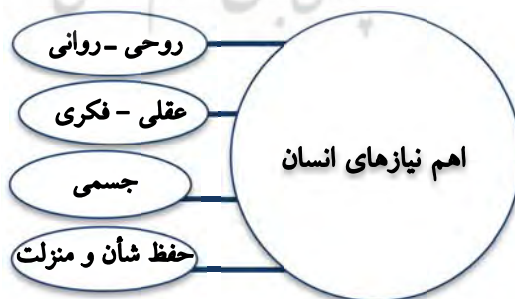 روحی -روانی
عقلی - فکری
جسمی
حفظ شأن و منزلت
اهم نیازهای انسان